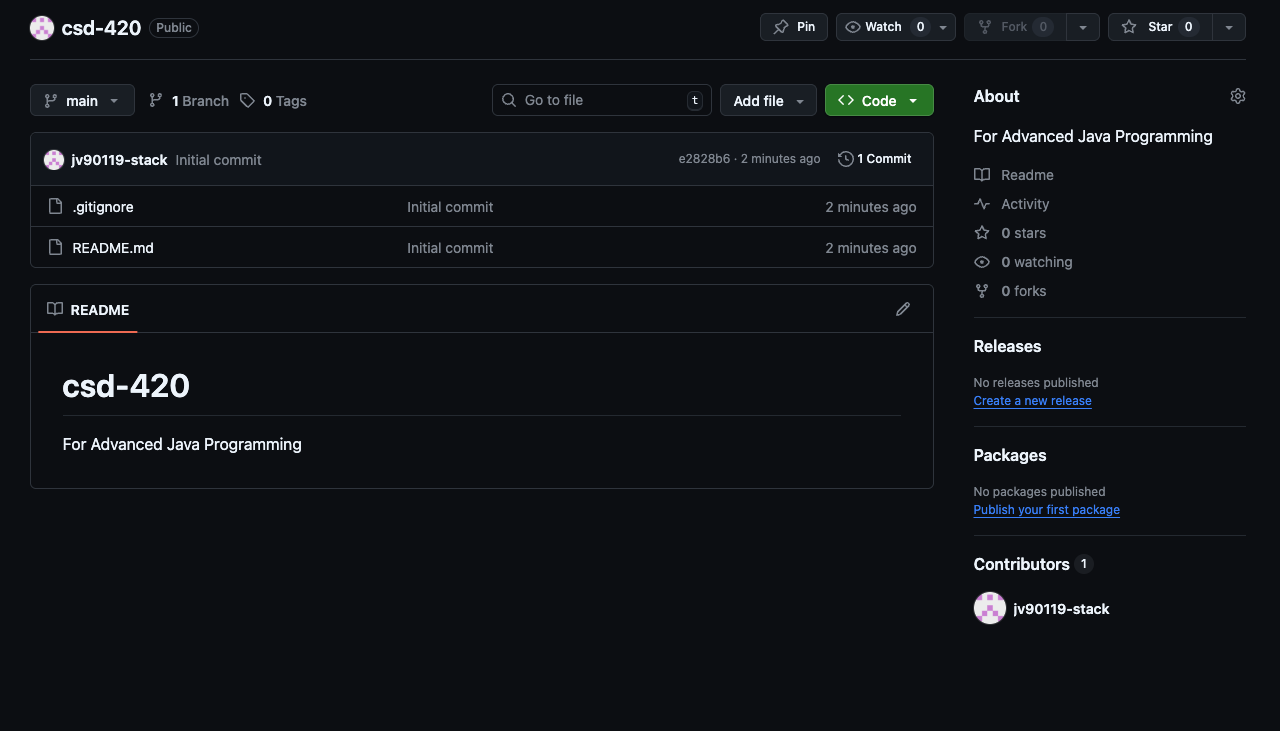 csd-420 Public Pin Watch 0 Fork 0 Star 0
main 1 Branch 0 Tags Go to file t Add file Code
jv90119-stack Initial commit e2828b6 · 2 minutes ago 1 Commit
.gitignore Initial commit 2 minutes ago
README.md Initial commit 2 minutes ago
README
csd-420
For Advanced Java Programming
About
For Advanced Java Programming
Readme
Activity
0 stars
0 watching
0 forks
Releases
No releases published
Create a new release
Packages
No packages published
Publish your first package
Contributors 1
jv90119-stack